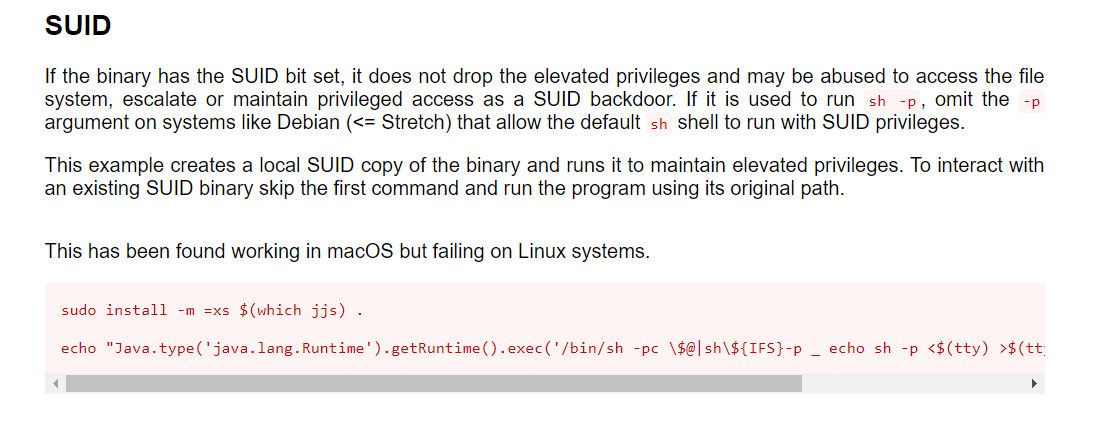 SUID
If the binary has the SUID bit set, it does not drop the elevated privileges and may be abused to access the file
system, escalate or maintain privileged access as a SUID backdoor. If it is used to run sh -p, omit the -p
argument on systems like Debian (<= Stretch) that allow the default sh shell to run with SUID privileges.
This example creates a local SUID copy of the binary and runs it to maintain elevated privileges. To interact with
an existing SUID binary skip the first command and run the program using its original path.
This has been found working in macOS but failing on Linux systems.
sudo install -m =xs $(which jjs) .
echo "Java.type('java.lang.Runtime').getRuntime().exec('/bin/sh -pc \$@|sh\${IFS}-p _ echo sh -p <$(tty) >$(tt